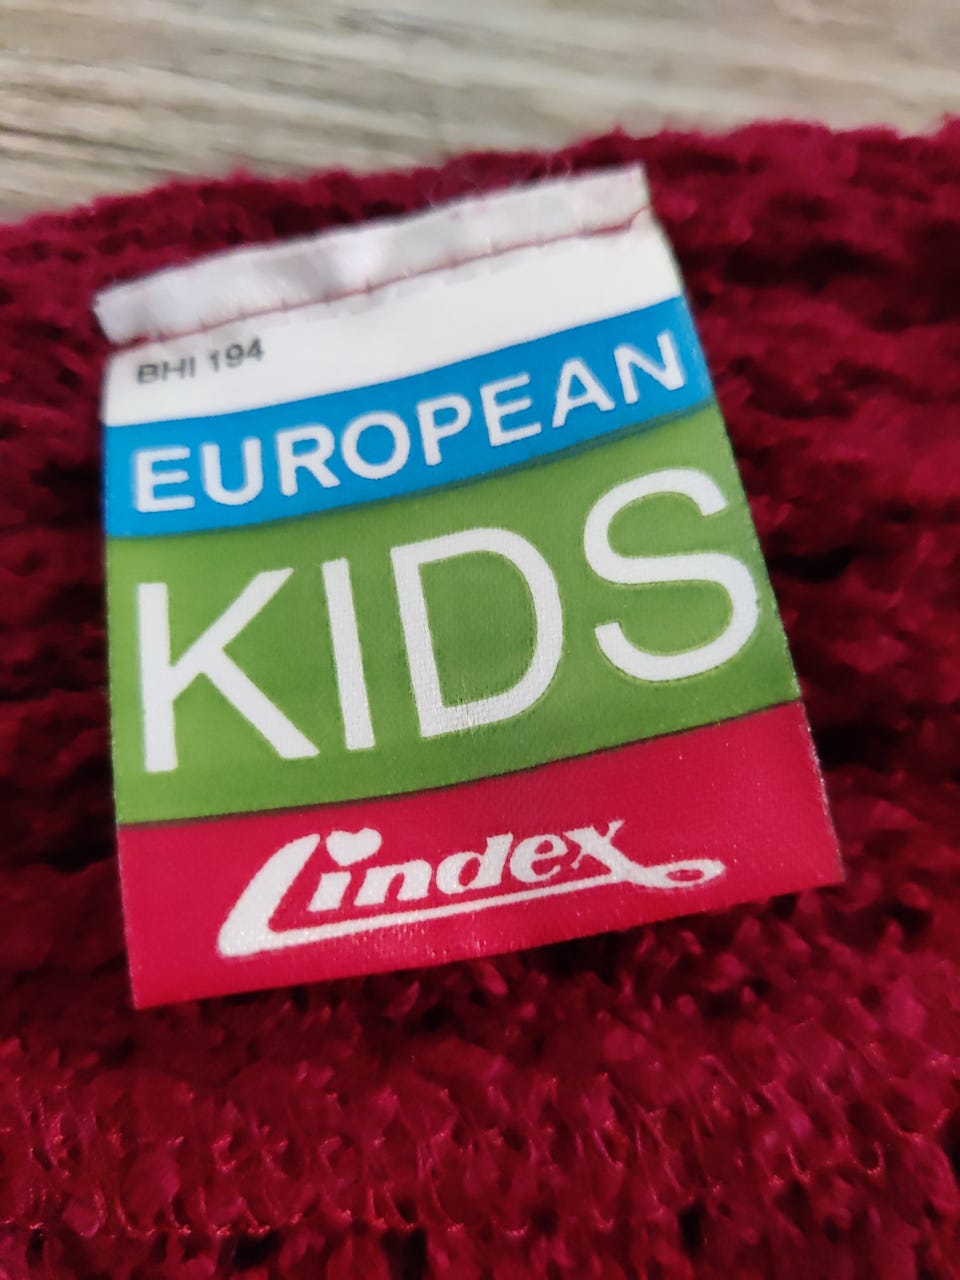 BHI 194
EUROPEAN
KIDS
Lindex